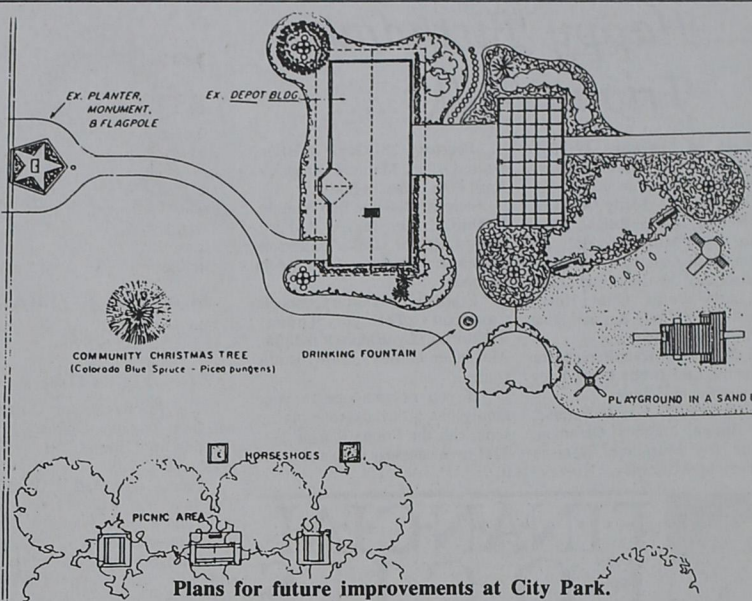 EX. PLANTER,
MONUMENT,
& FLAGPOLE
EX. DEPOT BLDG.
COMMUNITY CHRISTMAS TREE
(Colorado Blue Spruce - Picea pungens)
DRINKING FOUNTAIN
PLAYGROUND IN A SAND
HORSESHOES
PICNIC AREA
Plans for future improvements at City Park.